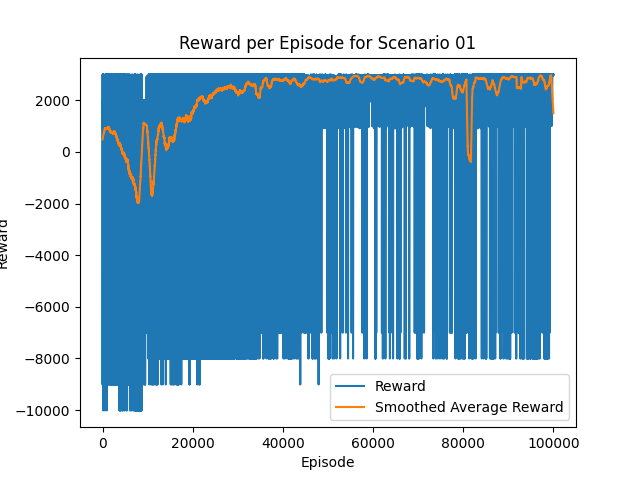 Reward per Episode for Scenario 01
Reward
2000
0
−2000
−4000
−6000
−8000
−10000
0 20000 40000 60000 80000 100000
Episode
Reward
Smoothed Average Reward